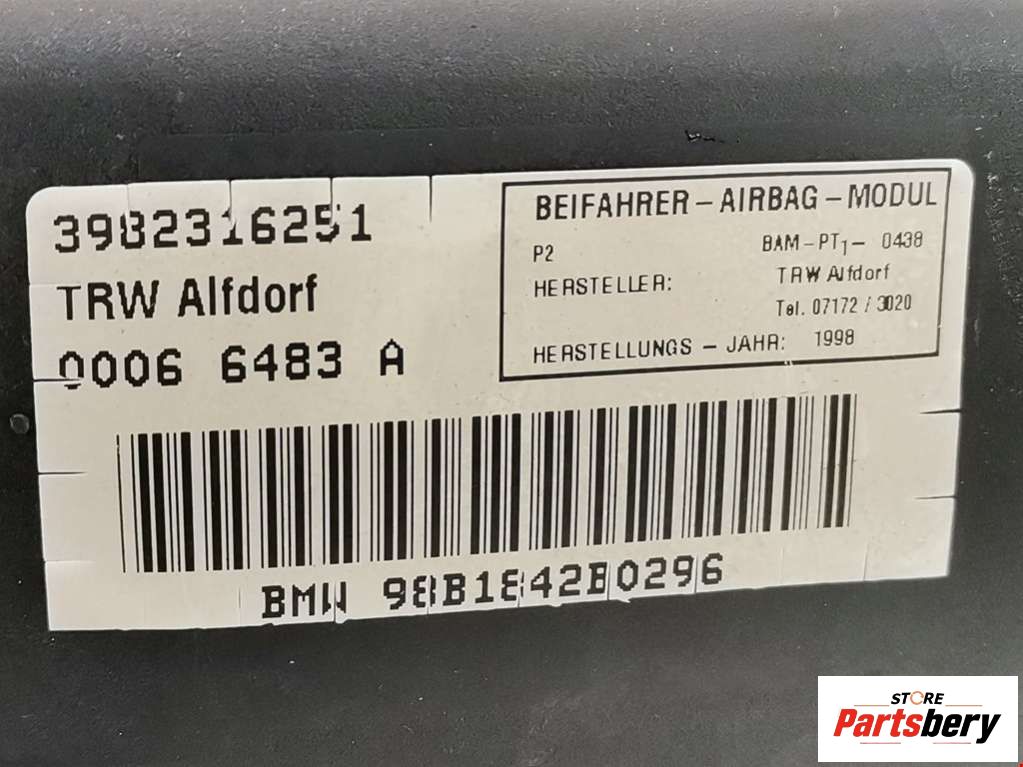 3982316251
TRW Alfdorf
0006 6483 A
BEIFAHRER-AIRBAG-MODUL
P2 BAM-PT1- 0438
HERSTELLER: TRW Alfdorf
Tel. 07172 / 3020
HERSTELLUNGS - JAHR: 1998
BMW 98B1842B0296
STORE
Partsbery